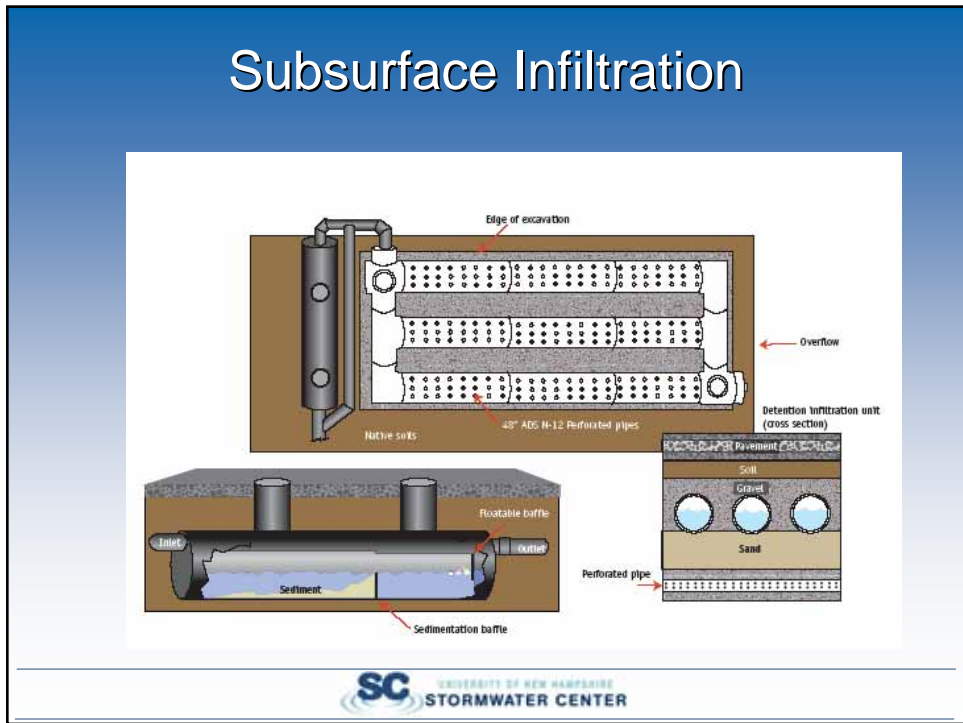 Subsurface Infiltration
Edge of excavation
Overflow
48" ADS N-12 Perforated pipes
Native soils
Detention infiltration unit
(cross section)
Pavement
Soil
Gravel
Sand
Perforated pipe
Floatable baffle
Inlet
Outlet
Sediment
Sedimentation baffle
SC
UNIVERSITY OF NEW HAMPSHIRE
STORMWATER CENTER